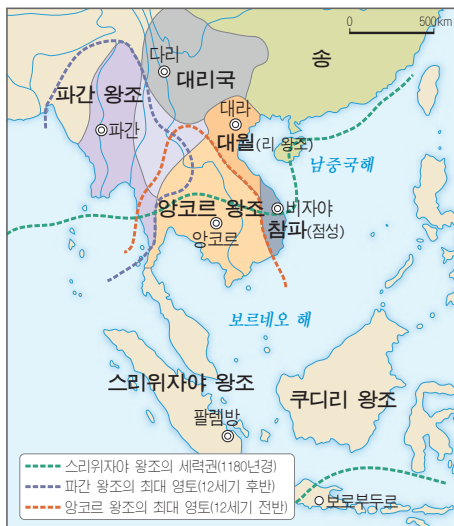 0 500km
다리
대리국
송
파간 왕조
파간
대라
대월(리 왕조)
남중국해
앙코르 왕조
앙코르
비자야
참파(점성)
보르네오 해
스리위자야 왕조
팔렘방
쿠디리 왕조
보로부두르
스리위자야 왕조의 세력권(1180년경)
파간 왕조의 최대 영토(12세기 후반)
앙코르 왕조의 최대 영토(12세기 전반)